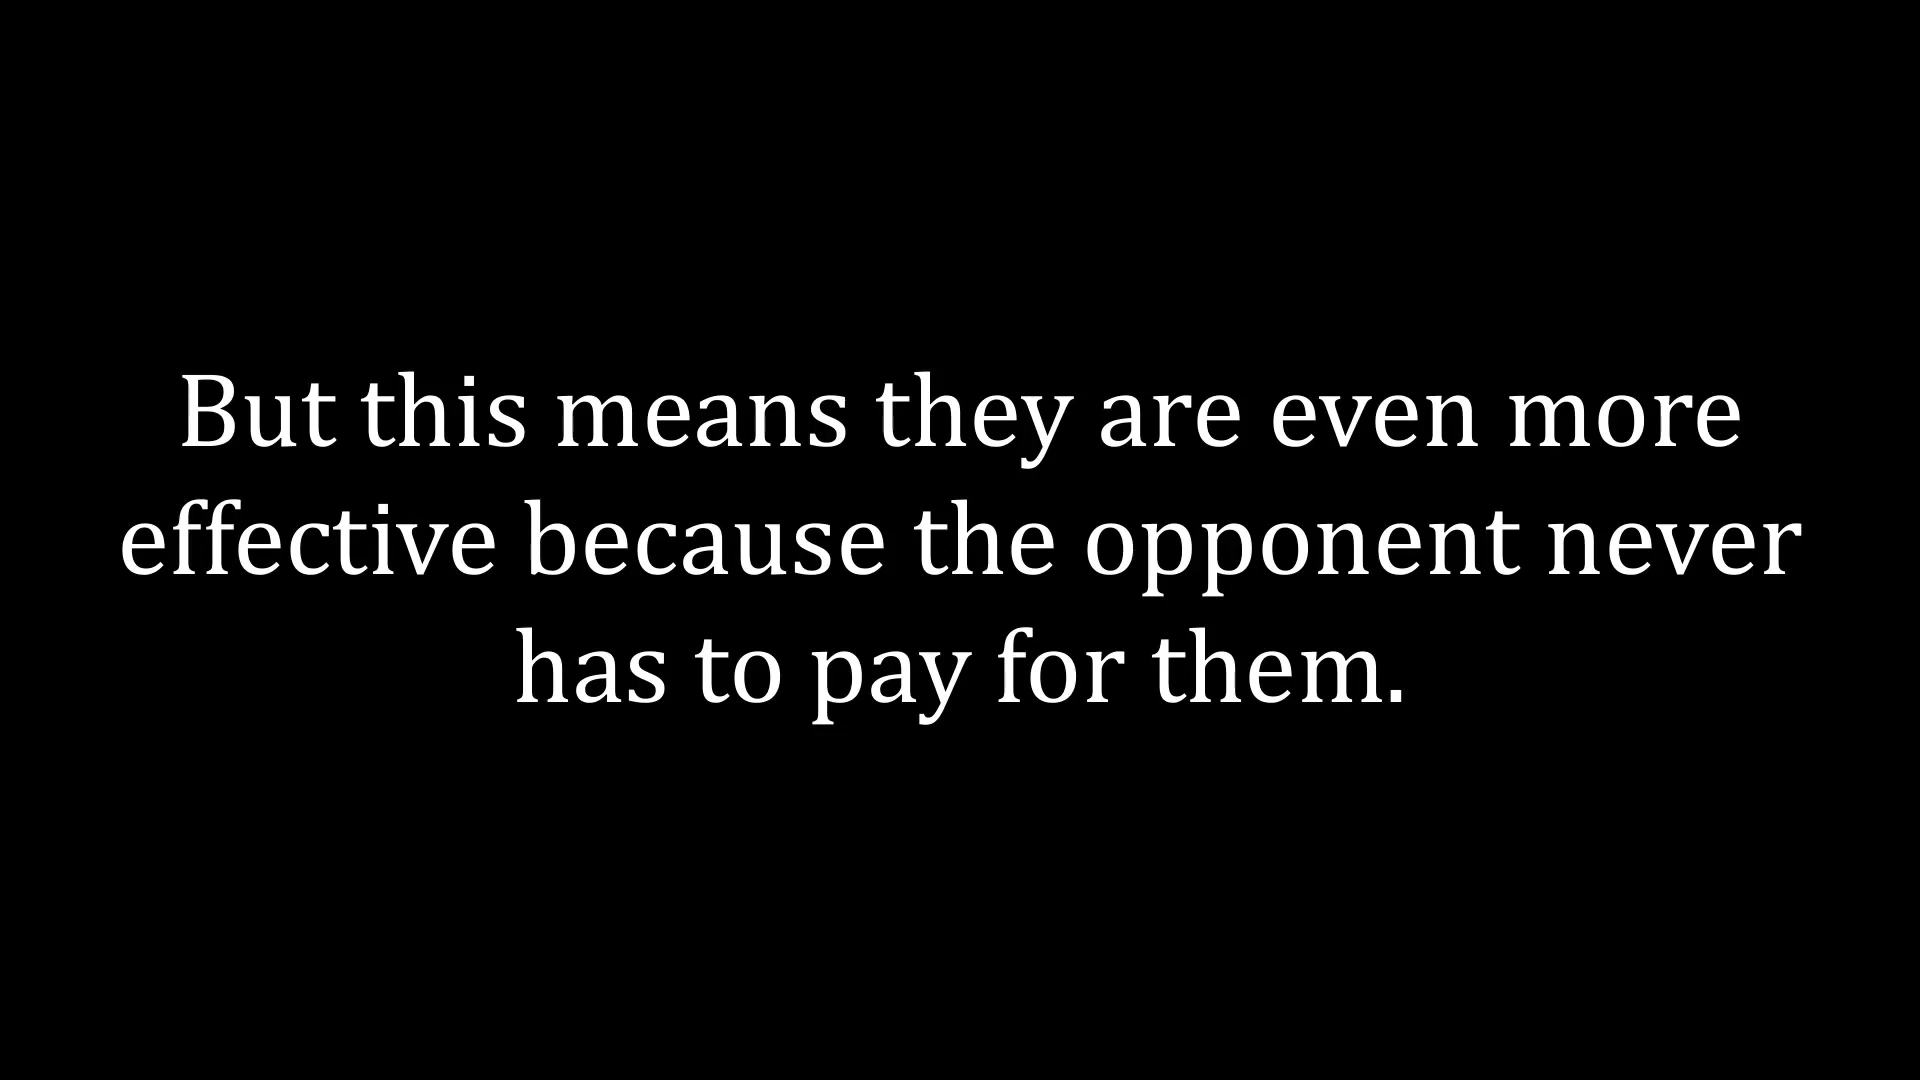 But this means they are even more
effective because the opponent never
has to pay for them.